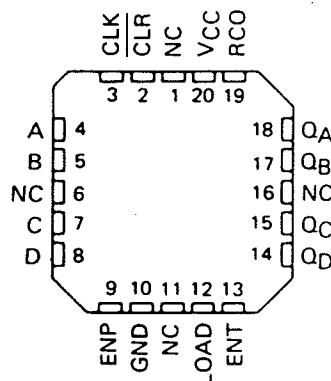 CLK CLR NC VCC RCO
3 2 1 20 19
A 4 18 QA
B 5 17 QB
NC 6 16 NC
C 7 15 QC
D 8 14 QD
9 10 11 12 13
ENP GND NC LOAD ENT